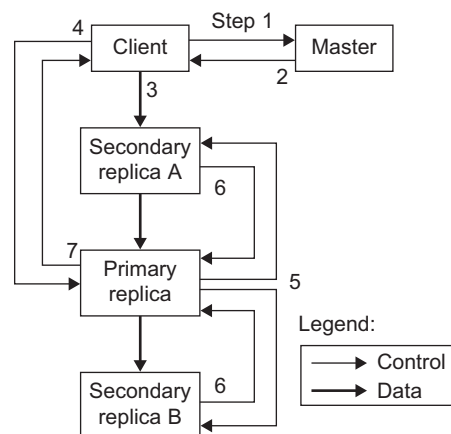 4
Step 1
Client
Master
2
3
Secondary
replica A
6
7
Primary
replica
5
Legend:
Control
Data
6
Secondary
replica B